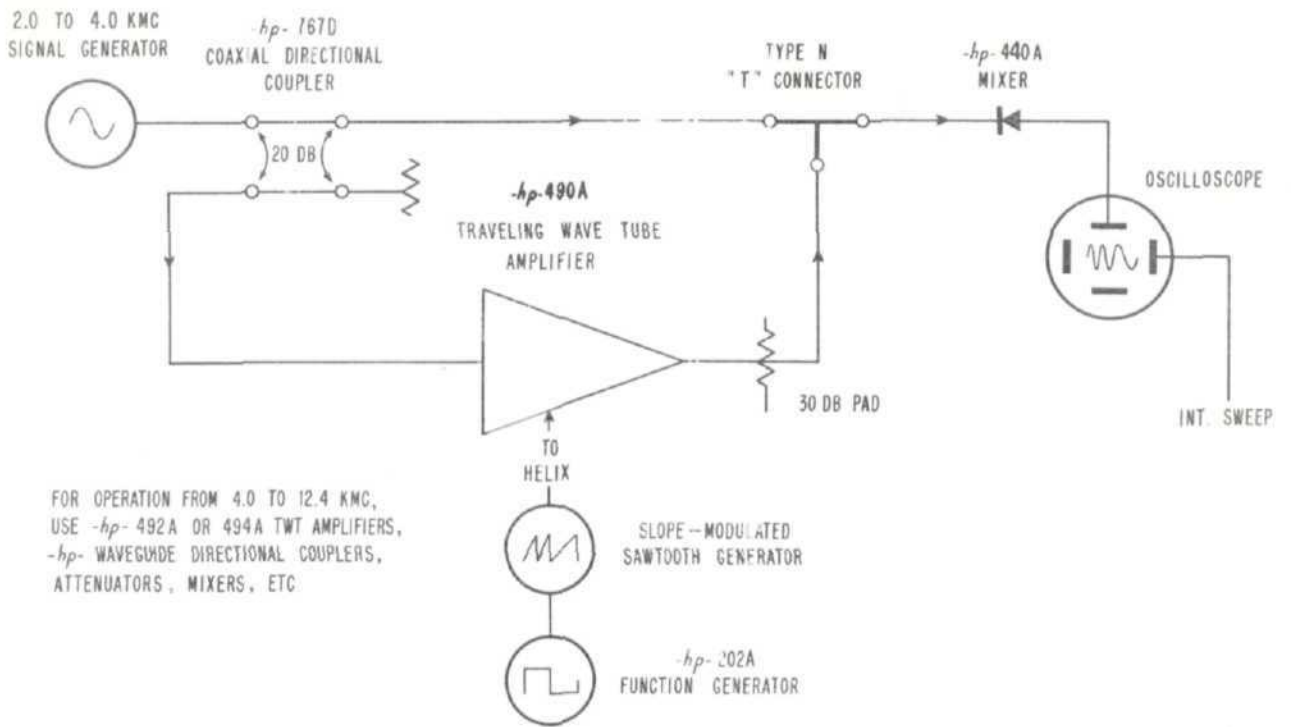 2.0 TO 4.0 KMC
SIGNAL GENERATOR
-hp- 767D
COAXIAL DIRECTIONAL
COUPLER
20 DB
TYPE N
"T" CONNECTOR
-hp- 440A
MIXER
OSCILLOSCOPE
INT. SWEEP
-hp-490A
TRAVELING WAVE TUBE
AMPLIFIER
30 DB PAD
TO
HELIX
FOR OPERATION FROM 4.0 TO 12.4 KMC,
USE -hp- 492A OR 494A TWT AMPLIFIERS,
-hp- WAVEGUIDE DIRECTIONAL COUPLERS,
ATTENUATORS, MIXERS, ETC
SLOPE-MODULATED
SAWTOOTH GENERATOR
-hp- 202A
FUNCTION GENERATOR